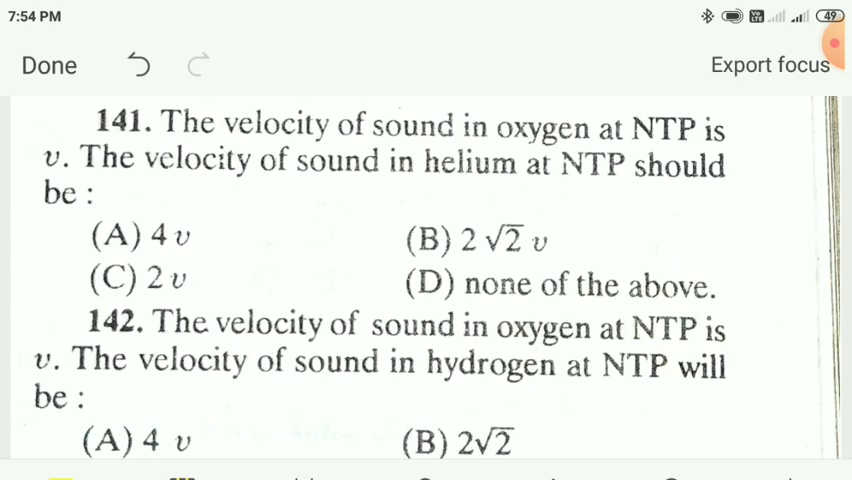 7:54 PM
49
Done
Export focus
141. The velocity of sound in oxygen at NTP is
v. The velocity of sound in helium at NTP should
be :
(A) 4 v (B) 2 √2 v
(C) 2 v (D) none of the above.
142. The velocity of sound in oxygen at NTP is
v. The velocity of sound in hydrogen at NTP will
be :
(A) 4 v (B) 2√2